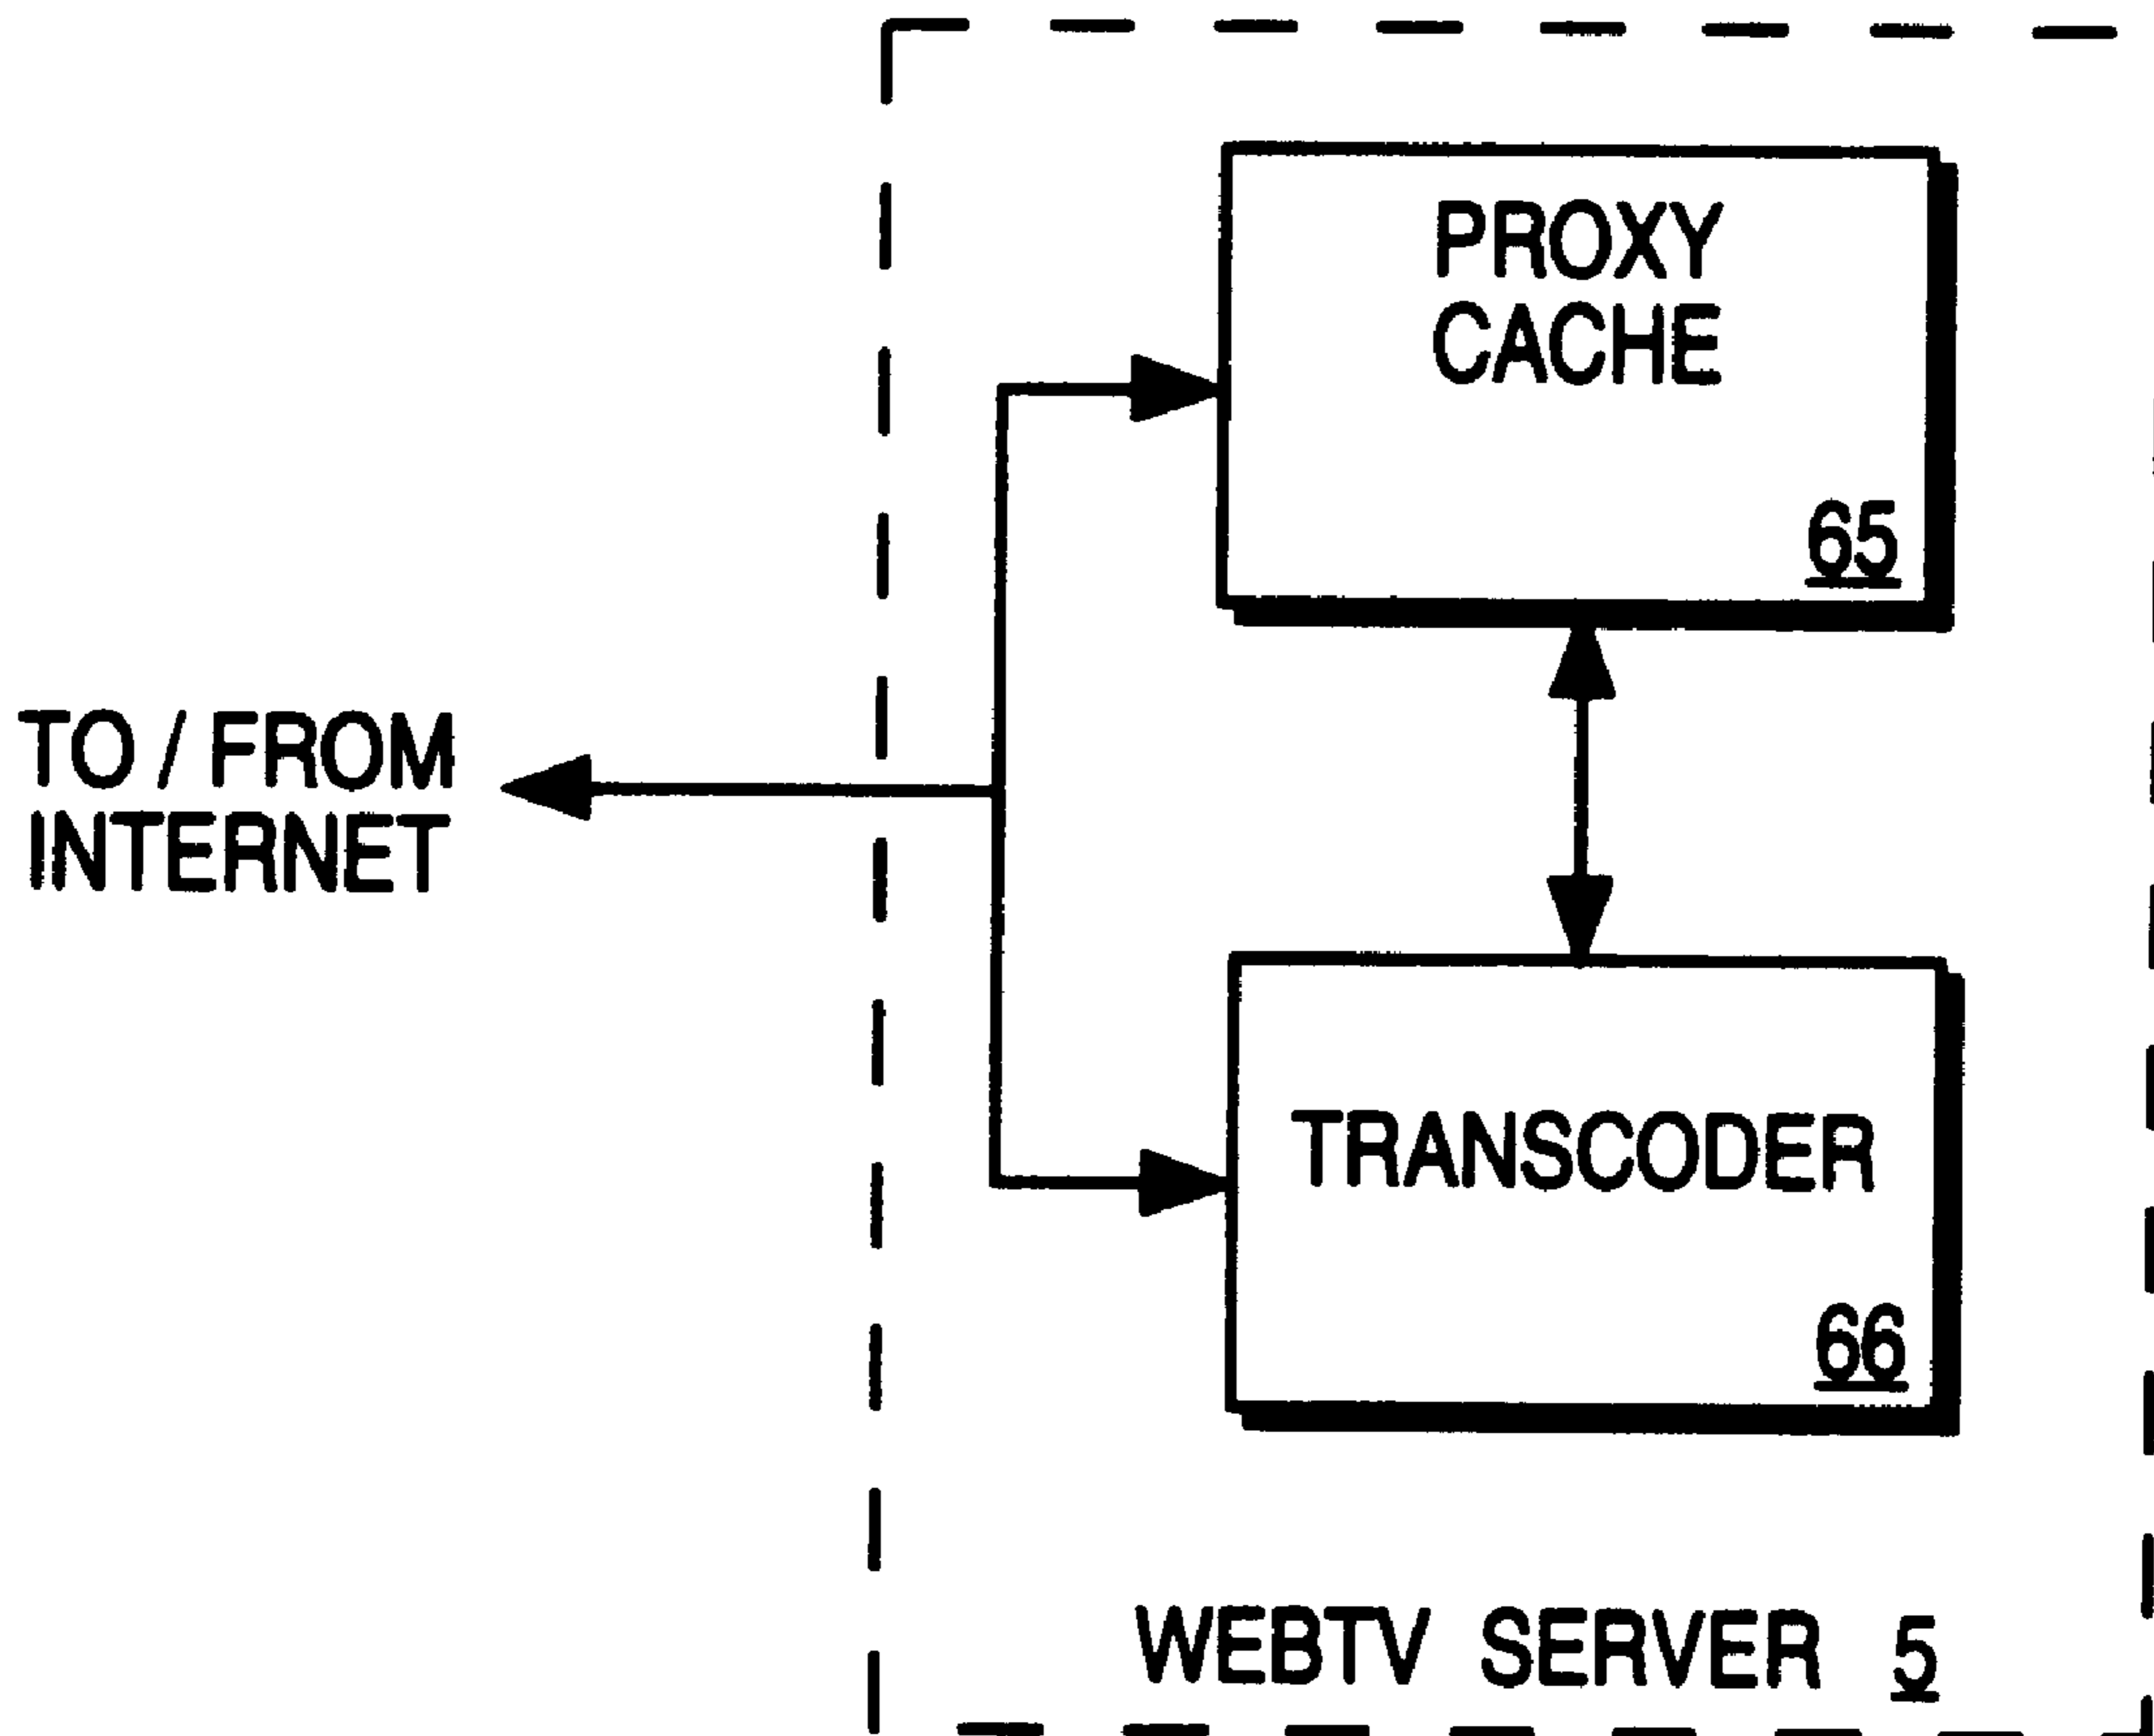 PROXY
CACHE
65
TO / FROM
INTERNET
TRANSCODER
66
WEBTV SERVER 5